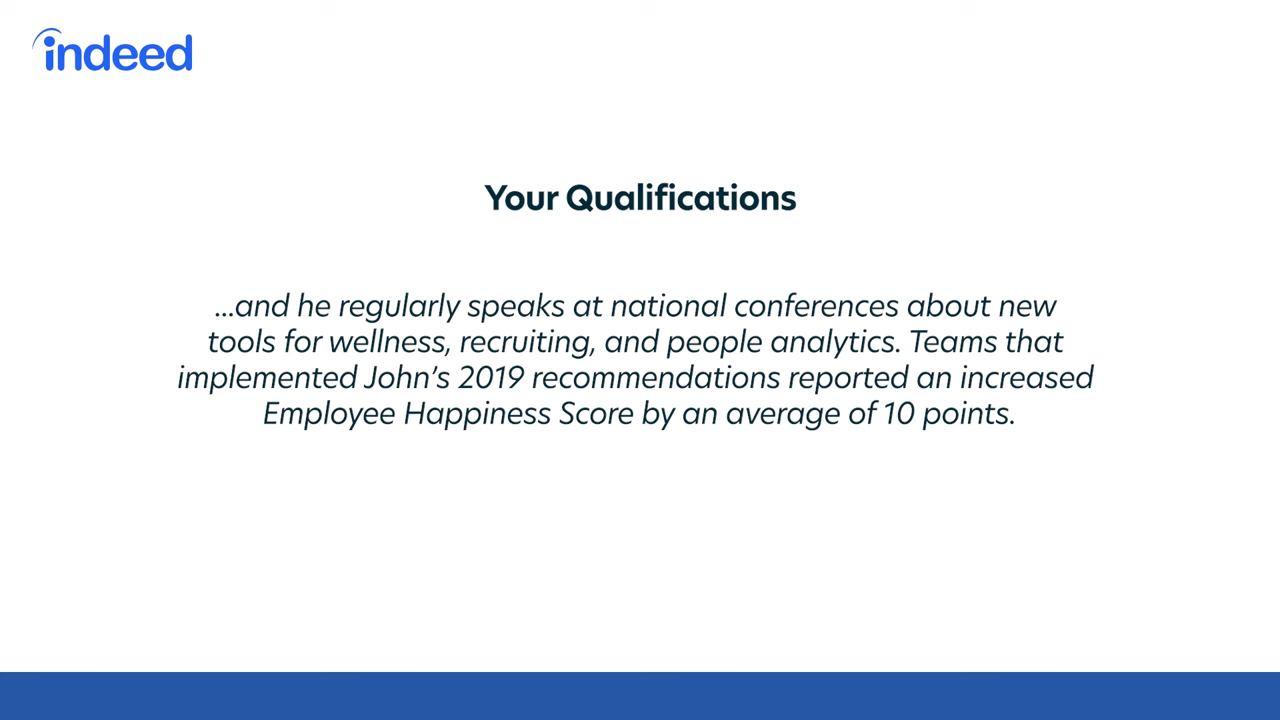 indeed
Your Qualifications
...and he regularly speaks at national conferences about new
tools for wellness, recruiting, and people analytics. Teams that
implemented John’s 2019 recommendations reported an increased
Employee Happiness Score by an average of 10 points.